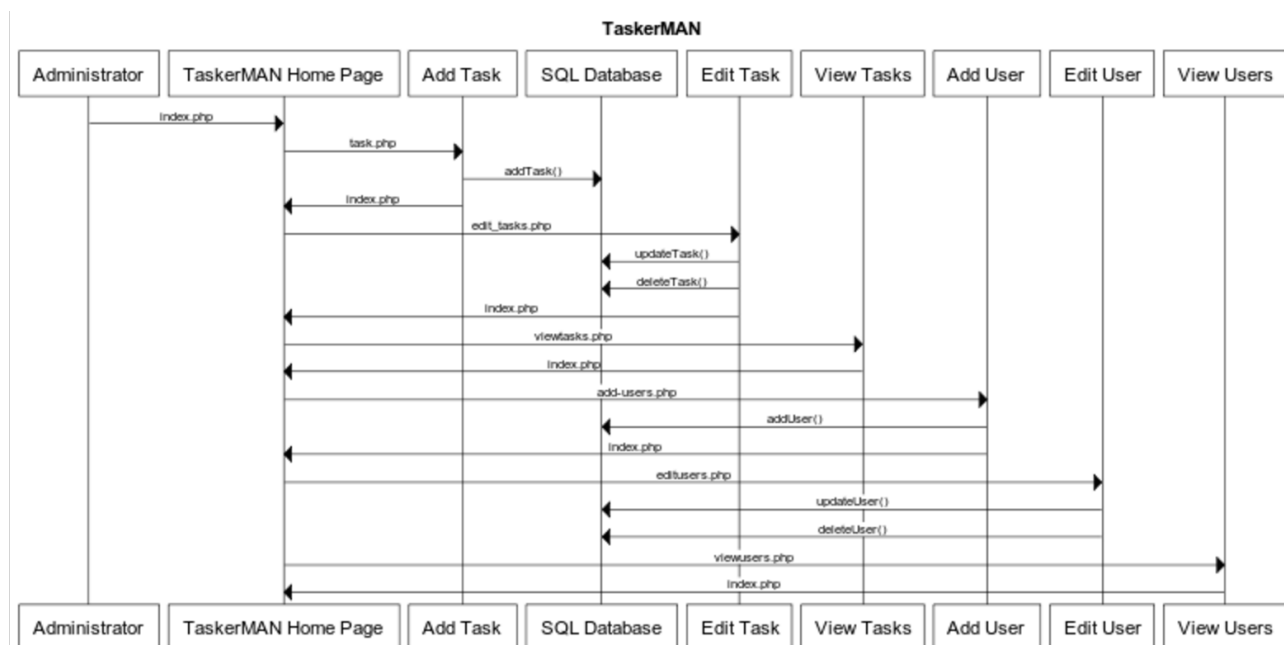 TaskerMAN
Administrator TaskerMAN Home Page Add Task SQL Database Edit Task View Tasks Add User Edit User View Users
index.php
task.php
addTask()
index.php
edit_tasks.php
updateTask()
deleteTask()
index.php
viewtasks.php
index.php
add-users.php
addUser()
index.php
editusers.php
updateUser()
deleteUser()
viewusers.php
index.php
Administrator TaskerMAN Home Page Add Task SQL Database Edit Task View Tasks Add User Edit User View Users